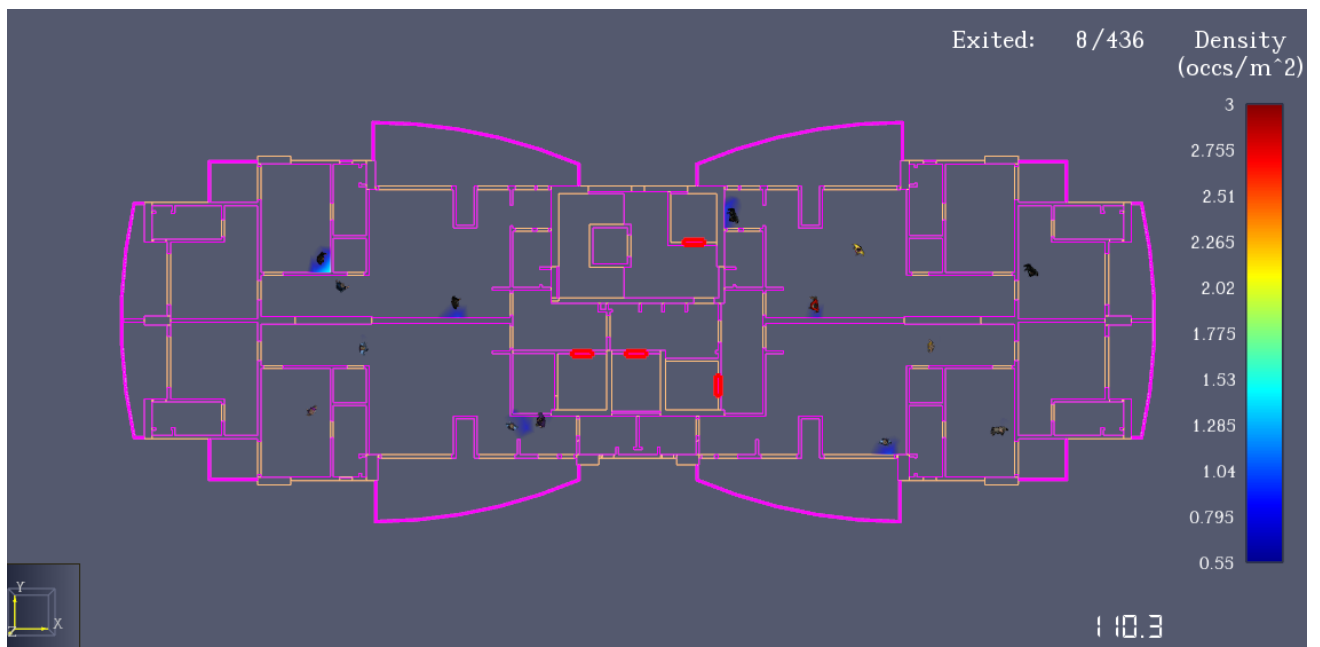 Exited: 8/436
Density
(occs/m^2)
3
2.755
2.51
2.265
2.02
1.775
1.53
1.285
1.04
0.795
0.55
Y
X
Z
110.3